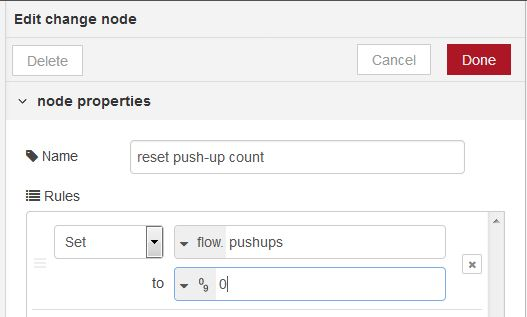 Edit change node
Delete Cancel Done
node properties
Name reset push-up count
Rules
Set flow. pushups
to 0